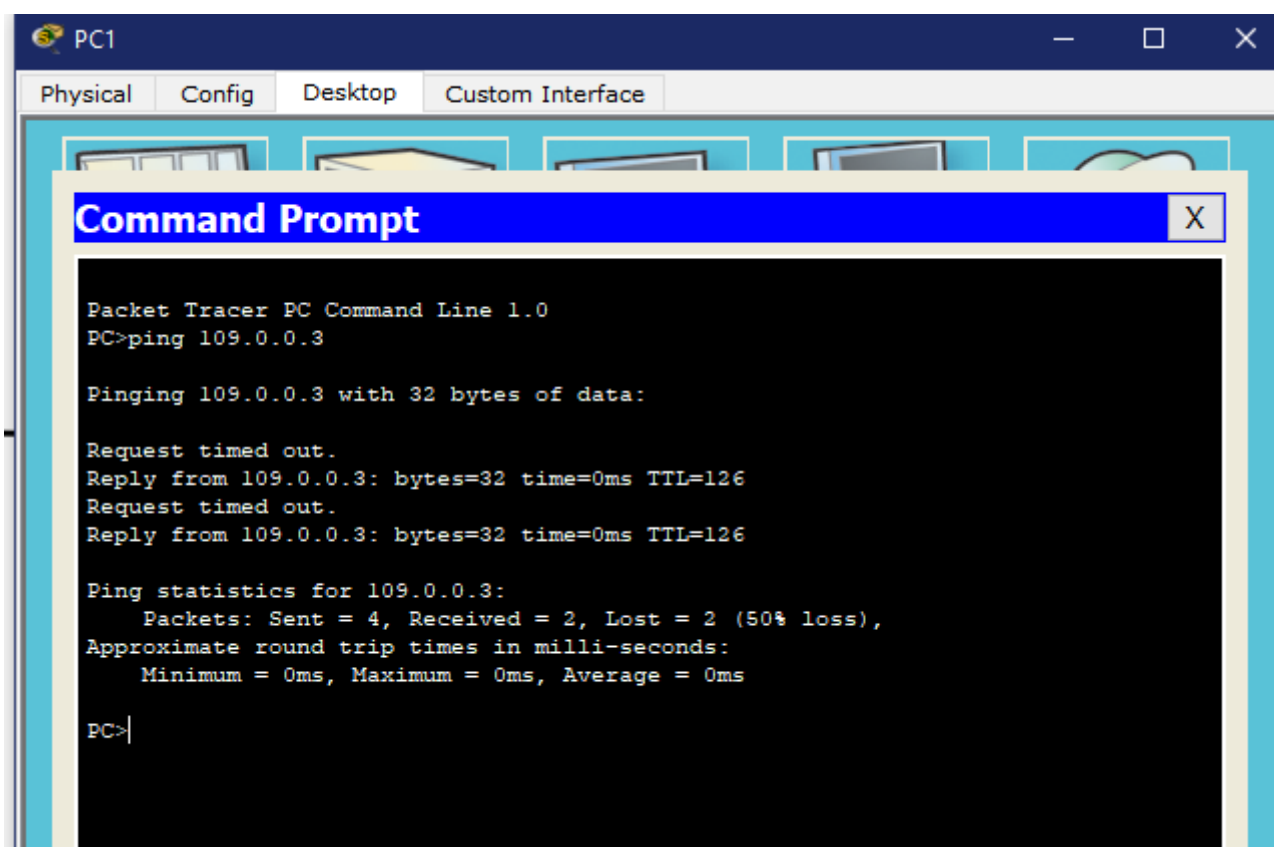 PC1
Physical Config Desktop Custom Interface
Command Prompt
X
Packet Tracer PC Command Line 1.0
PC>ping 109.0.0.3
Pinging 109.0.0.3 with 32 bytes of data:
Request timed out.
Reply from 109.0.0.3: bytes=32 time=0ms TTL=126
Request timed out.
Reply from 109.0.0.3: bytes=32 time=0ms TTL=126
Ping statistics for 109.0.0.3:
Packets: Sent = 4, Received = 2, Lost = 2 (50% loss),
Approximate round trip times in milli-seconds:
Minimum = 0ms, Maximum = 0ms, Average = 0ms
PC>